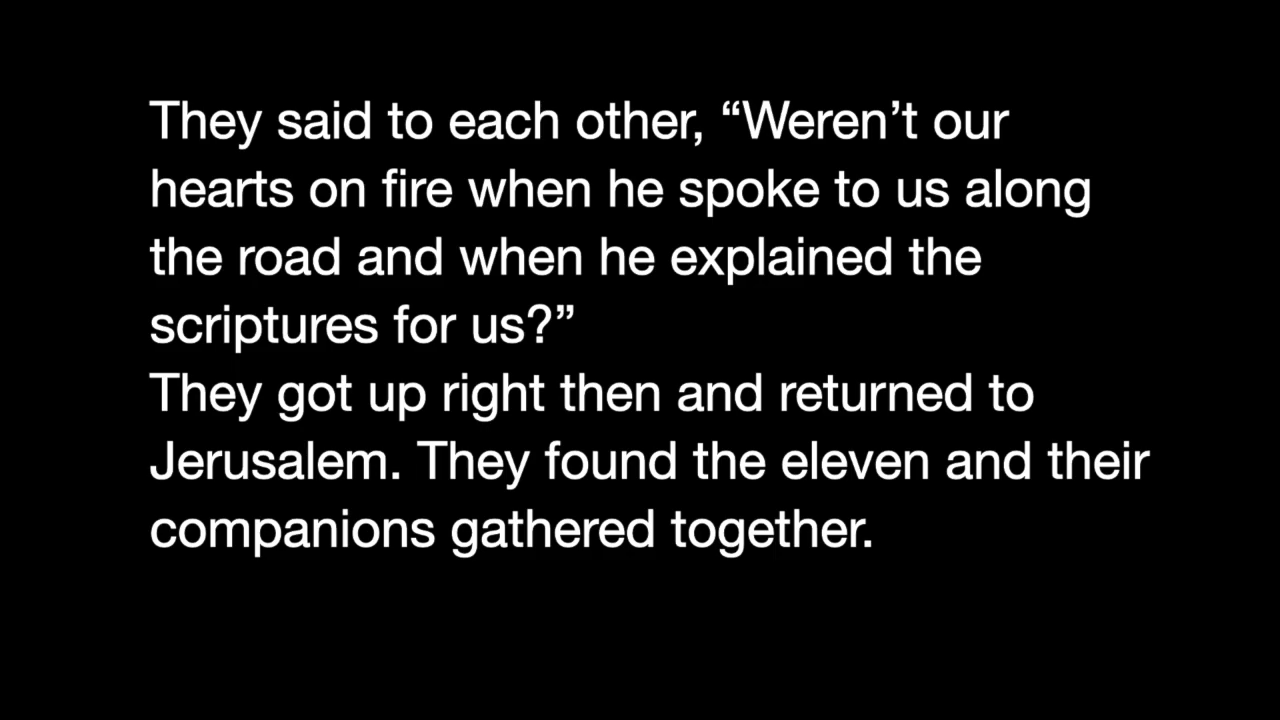 They said to each other, “Weren’t our
hearts on fire when he spoke to us along
the road and when he explained the
scriptures for us?”
They got up right then and returned to
Jerusalem. They found the eleven and their
companions gathered together.